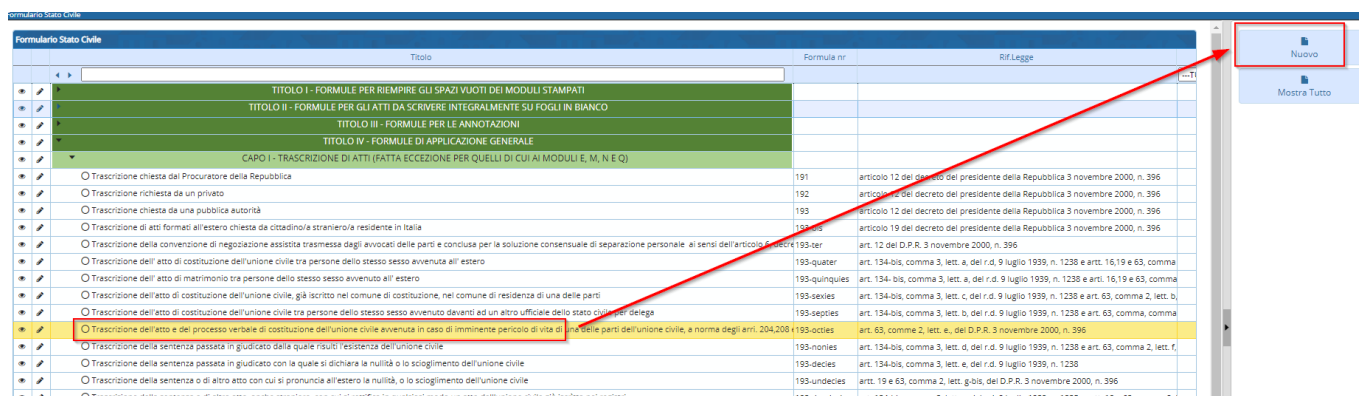 Formulario Stato Civile
Formulario Stato Civile
Titolo Formula nr Rif.Legge
TITOLO I - FORMULE PER RIEMPIRE GLI SPAZI VUOTI DEI MODULI STAMPATI
TITOLO II - FORMULE PER GLI ATTI DA SCRIVERE INTEGRALMENTE SU FOGLI IN BIANCO
TITOLO III - FORMULE PER LE ANNOTAZIONI
TITOLO IV - FORMULE DI APPLICAZIONE GENERALE
CAPO I - TRASCRIZIONE DI ATTI (FATTA ECCEZIONE PER QUELLI DI CUI AI MODULI E, M, N E Q)
Trascrizione chiesta dal Procuratore della Repubblica 191 articolo 12 del decreto del presidente della Repubblica 3 novembre 2000, n. 396
Trascrizione richiesta da un privato 192 articolo 12 del decreto del presidente della Repubblica 3 novembre 2000, n. 396
Trascrizione chiesta da una pubblica autorità 193 articolo 12 del decreto del presidente della Repubblica 3 novembre 2000, n. 396
Trascrizione di atti formati all'estero chiesta da cittadino/a straniero/a residente in Italia 193-bis articolo 19 del decreto del presidente della Repubblica 3 novembre 2000, n. 396
Trascrizione della convenzione di negoziazione assistita trasmessa dagli avvocati delle parti e conclusa per la soluzione consensuale di separazione personale ai sensi dell'articolo 6, decre 193-ter art. 12 del D.P.R. 3 novembre 2000, n. 396
Trascrizione dell' atto di costituzione dell'unione civile tra persone dello stesso sesso avvenuta all' estero 193-quater art. 134-bis, comma 3, lett. a, del r.d. 9 luglio 1939, n. 1238 e artt. 16,19 e 63, comma
Trascrizione dell' atto di matrimonio tra persone dello stesso sesso avvenuto all' estero 193-quinquies art. 134- bis, comma 3, lett. a, del r.d. 9 luglio 1939, n. 1238 e artt. 16,19 e 63, comma
Trascrizione dell'atto di costituzione dell'unione civile, già iscritto nel comune di costituzione, nel comune di residenza di una delle parti 193-sexies art. 134-bis, comma 3, lett. c, del r.d. 9 luglio 1939, n. 1238 e art. 63, comma 2, lett. b,
Trascrizione dell'atto di costituzione dell'unione civile tra persone dello stesso sesso avvenuto davanti ad un altro ufficiale dello stato civile per delega 193-septies art. 134-bis, comma 3, lett. b, del r.d. 9 luglio 1939, n. 1238 e art. 63, comma, comma
Trascrizione dell'atto e del processo verbale di costituzione dell'unione civile avvenuta in caso di imminente pericolo di vita di una delle parti dell'unione civile, a norma degli arri. 204,208 193-octies art. 63, comme 2, lett. e., del D.P.R. 3 novembre 2000, n. 396
Trascrizione della sentenza passata in giudicato dalla quale risulti l'esistenza dell'unione civile 193-nonies art. 134-bis, comma 3, lett. d, del r.d. 9 luglio 1939, n. 1238 e art. 63, comma 2, lett. f,
Trascrizione della sentenza passata in giudicato con la quale si dichiara la nullità o lo scioglimento dell'unione civile 193-decies art. 134-bis, comma 3, lett. e, del r.d. 9 luglio 1939, n. 1238
Trascrizione della sentenza o di altro atto con cui si pronuncia all'estero la nullità, o lo scioglimento dell'unione civile 193-undecies artt. 19 e 63, comma 2, lett. g-bis, del D.P.R. 3 novembre 2000, n. 396
Nuovo
Mostra Tutto